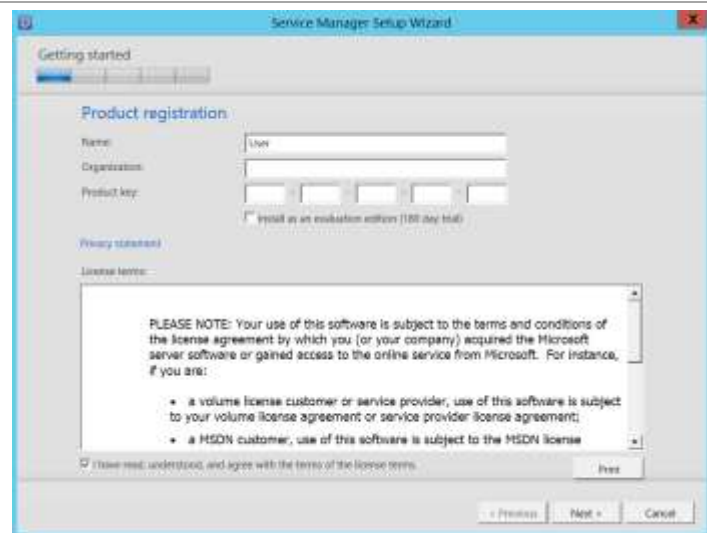 Service Manager Setup Wizard
Getting started
Product registration
Name:
User
Organization:
Product key:
Install as an evaluation edition (180 day trial)
Privacy statement
License terms:
PLEASE NOTE: Your use of this software is subject to the terms and conditions of
the license agreement by which you (or your company) acquired the Microsoft
server software or gained access to the online service from Microsoft. For instance,
if you are:
• a volume license customer or service provider, use of this software is subject
to your volume license agreement or service provider license agreement;
• a MSDN customer, use of this software is subject to the MSDN license
I have read, understood, and agree with the terms of the license terms.
Print
< Previous
Next >
Cancel